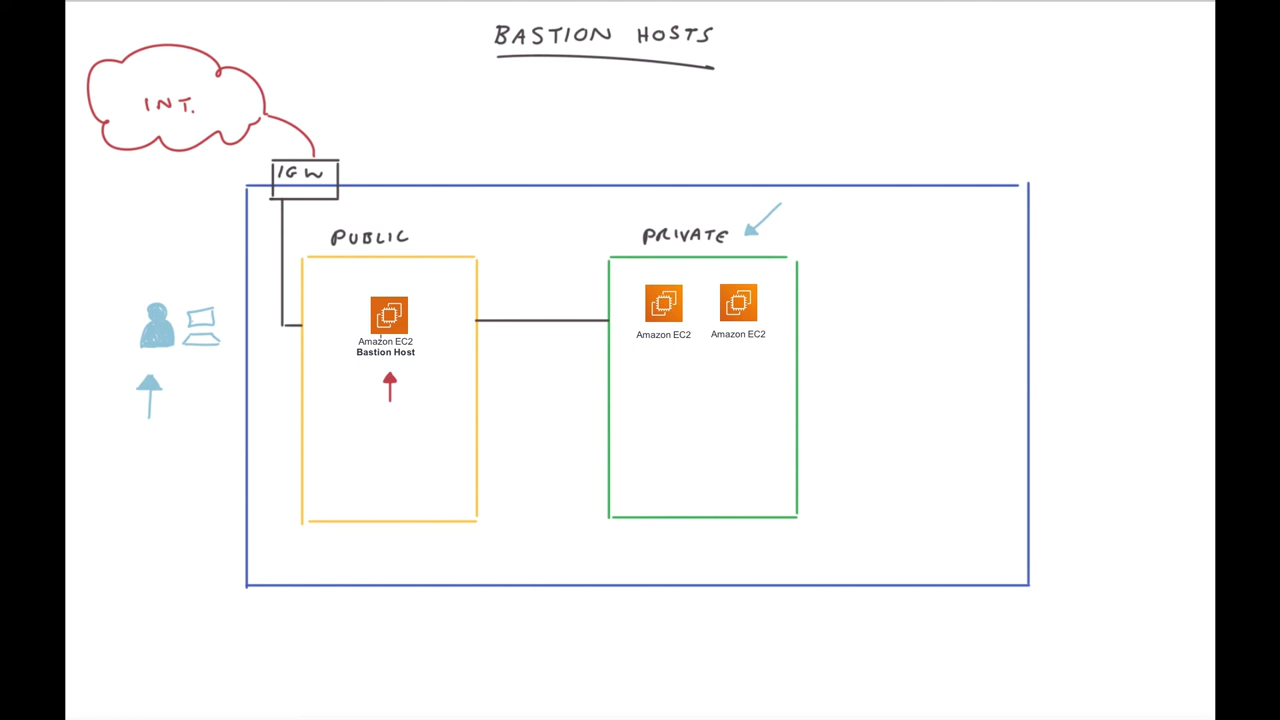 BASTION HOSTS
INT.
IGW
PUBLIC
PRIVATE
Amazon EC2
Bastion Host
Amazon EC2
Amazon EC2